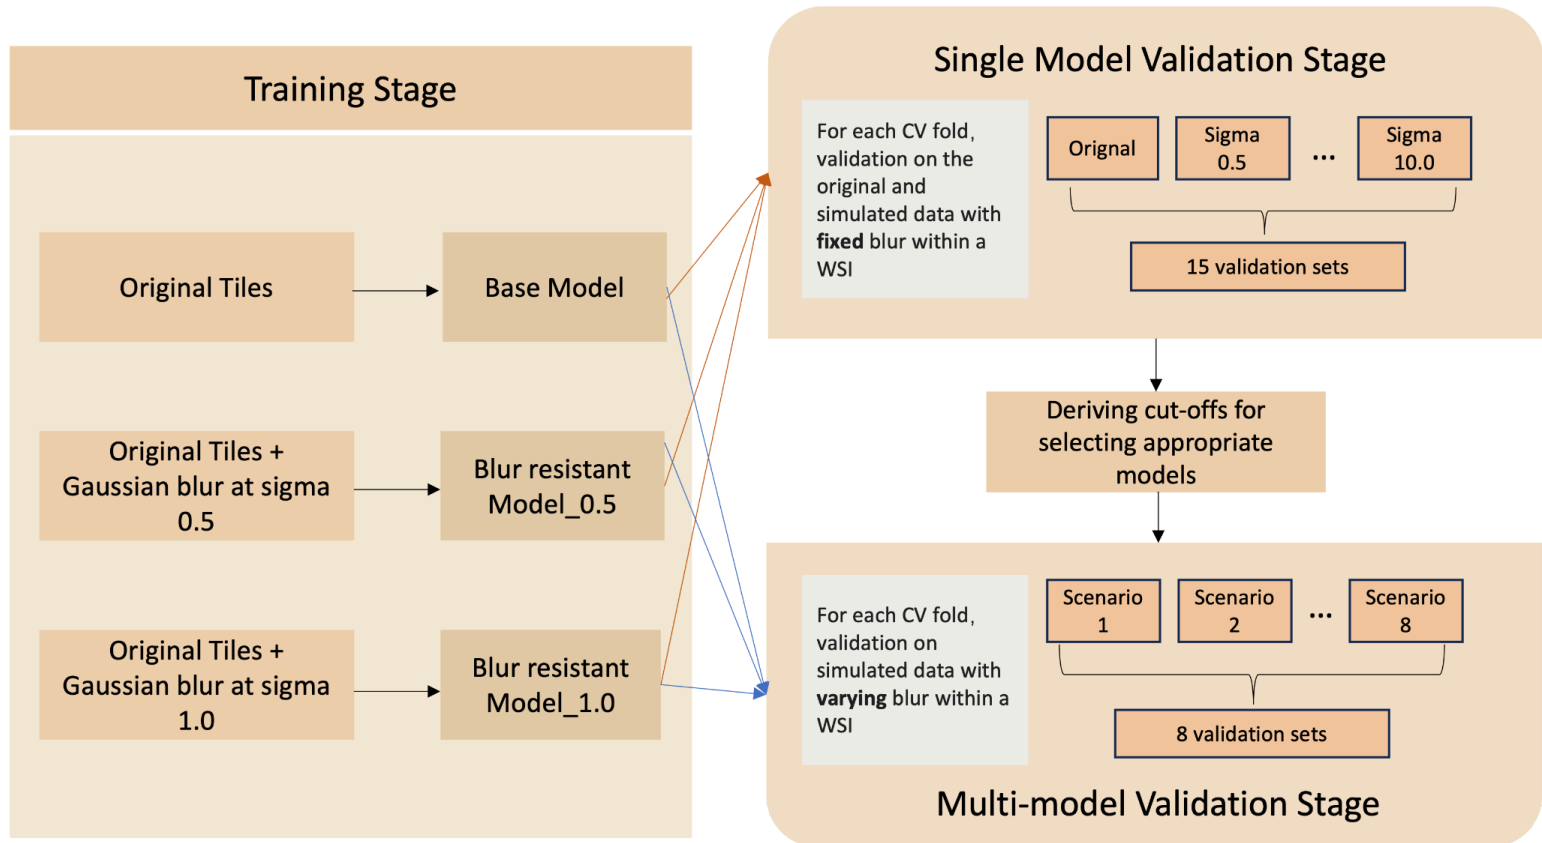 Training Stage
Original Tiles
Base Model
Original Tiles +
Gaussian blur at sigma
0.5
Blur resistant
Model_0.5
Original Tiles +
Gaussian blur at sigma
1.0
Blur resistant
Model_1.0
Single Model Validation Stage
For each CV fold,
validation on the
original and
simulated data with
fixed blur within a
WSI
Orignal
Sigma
0.5
...
Sigma
10.0
15 validation sets
Deriving cut-offs for
selecting appropriate
models
For each CV fold,
validation on
simulated data with
varying blur within a
WSI
Scenario
1
Scenario
2
...
Scenario
8
8 validation sets
Multi-model Validation Stage